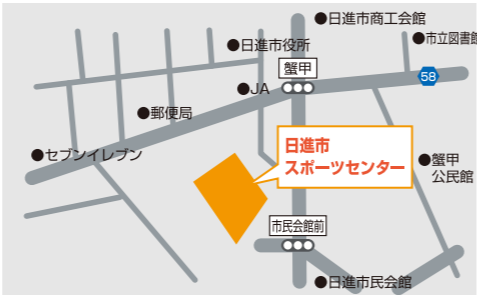 ●日進市商工会館
●日進市役所
●市立図書館
蟹甲
58
●JA
●郵便局
●セブンイレブン
日進市
スポーツセンター
●蟹甲
公民館
市民会館前
●日進市民会館